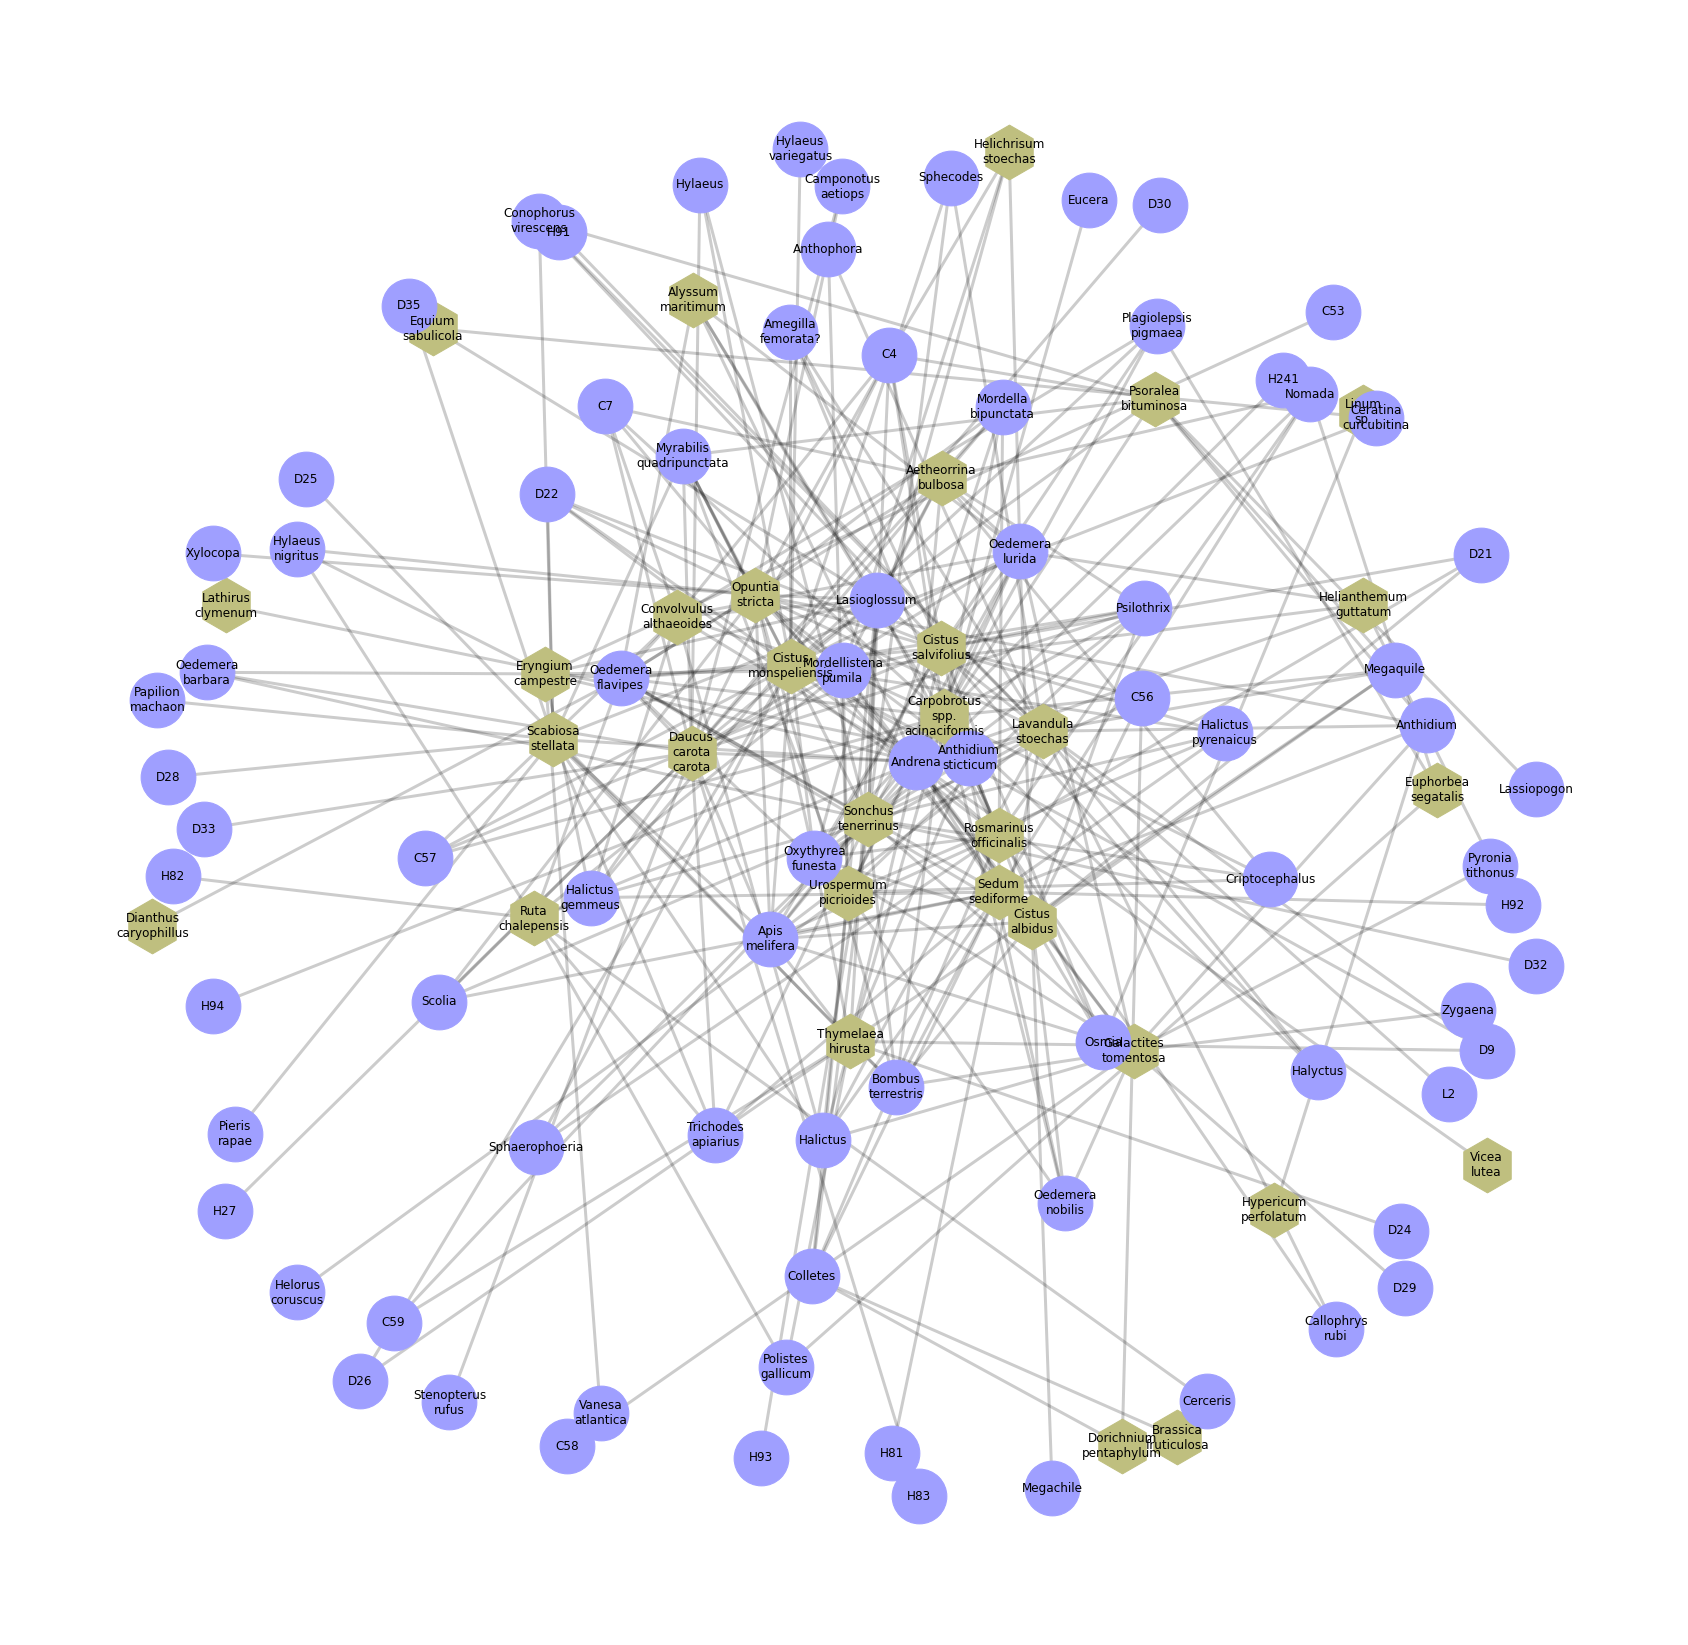 Hylaeus
variegatus
Helichrisum
stoechas
Hylaeus
Camponotus
aetiops
Sphecodes
Eucera
D30
Conophorus
virescens
H91
Anthophora
D35
Equium
sabulicola
Alyssum
maritimum
Amegilla
femorata?
Plagiolepsis
pigmaea
C53
C4
C7
Mordella
bipunctata
Psoralea
bituminosa
H241
Nomada
Linum
sp.
Ceratina
curcubitina
Myrabilis
quadripunctata
Aetheorrina
bulbosa
D25
D22
Xylocopa
Hylaeus
nigritus
Oedemera
lurida
D21
Lathirus
clymenum
Convolvulus
althaeoides
Opuntia
stricta
Lasioglossum
Psilothrix
Helianthemum
guttatum
Oedemera
barbara
Papilion
machaon
Eryngium
campestre
Oedemera
flavipes
Cistus
monspeliensis
Mordellistena
pumila
Cistus
salvifolius
Megaquile
C56
Scabiosa
stellata
Daucus
carota
carota
Carpobrotus
spp.
acinaciformis
Lavandula
stoechas
Halictus
pyrenaicus
Anthidium
Andrena
Anthidium
sticticum
D28
Euphorbea
segatalis
Lassiopogon
D33
Sonchus
tenerrinus
Rosmarinus
officinalis
C57
Oxythyrea
funesta
Pyronia
tithonus
H82
Halictus
gemmeus
Urospermum
picrioides
Sedum
sediforme
Criptocephalus
H92
Dianthus
caryophillus
Ruta
chalepensis
Cistus
albidus
Apis
melifera
D32
H94
Scolia
Zygaena
Thymelaea
hirusta
Osmia
Galactites
tomentosa
D9
Bombus
terrestris
Halyctus
L2
Pieris
rapae
Sphaerophoeria
Trichodes
apiarius
Halictus
Vicea
lutea
H27
Oedemera
nobilis
Hypericum
perfolatum
D24
Helorus
coruscus
Colletes
D29
C59
Callophrys
rubi
D26
Polistes
gallicum
Stenopterus
rufus
Vanesa
atlantica
Cerceris
C58
H93
H81
Dorichnium
pentaphylum
Brassica
fruticulosa
H83
Megachile